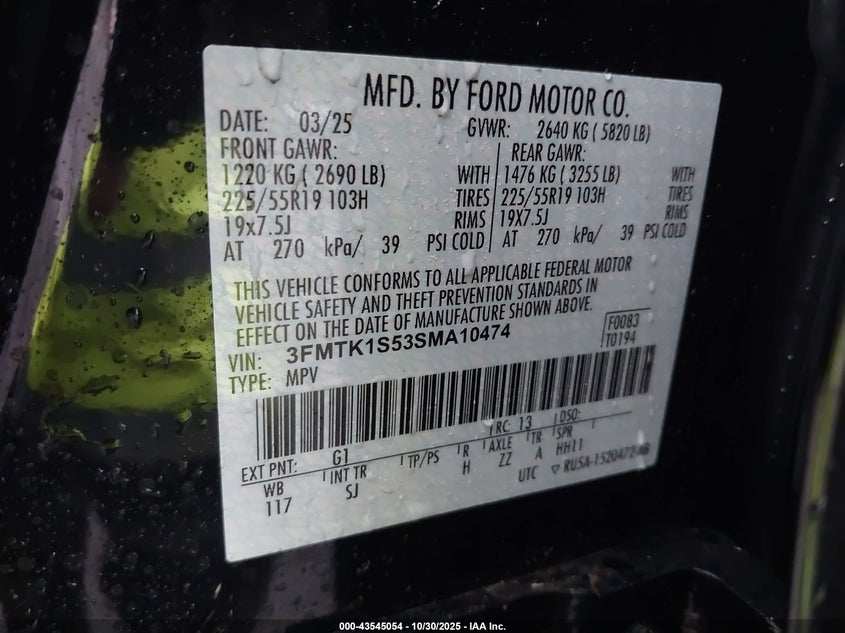 MFD. BY FORD MOTOR CO.
DATE: 03/25 GVWR: 2640 KG ( 5820 LB)
FRONT GAWR: REAR GAWR:
1220 KG ( 2690 LB) WITH 1476 KG ( 3255 LB) WITH
225/55R19 103H TIRES 225/55R19 103H TIRES
19x7.5J RIMS 19X7.5J RIMS
AT 270 kPa/ 39 PSI COLD AT 270 kPa/ 39 PSI COLD
THIS VEHICLE CONFORMS TO ALL APPLICABLE FEDERAL MOTOR
VEHICLE SAFETY AND THEFT PREVENTION STANDARDS IN
EFFECT ON THE DATE OF MANUFACTURE SHOWN ABOVE.
VIN: 3FMTK1S53SMA10474 F0083
TYPE: MPV T0194
EXT PNT: G1 RC: 13 DSO:
WB INT TR TP/PS R AXLE TR SPR
117 SJ H ZZ A HH11
UTC RU5A-1520472-AB
000-43545054 - 10/30/2025 - IAA Inc.